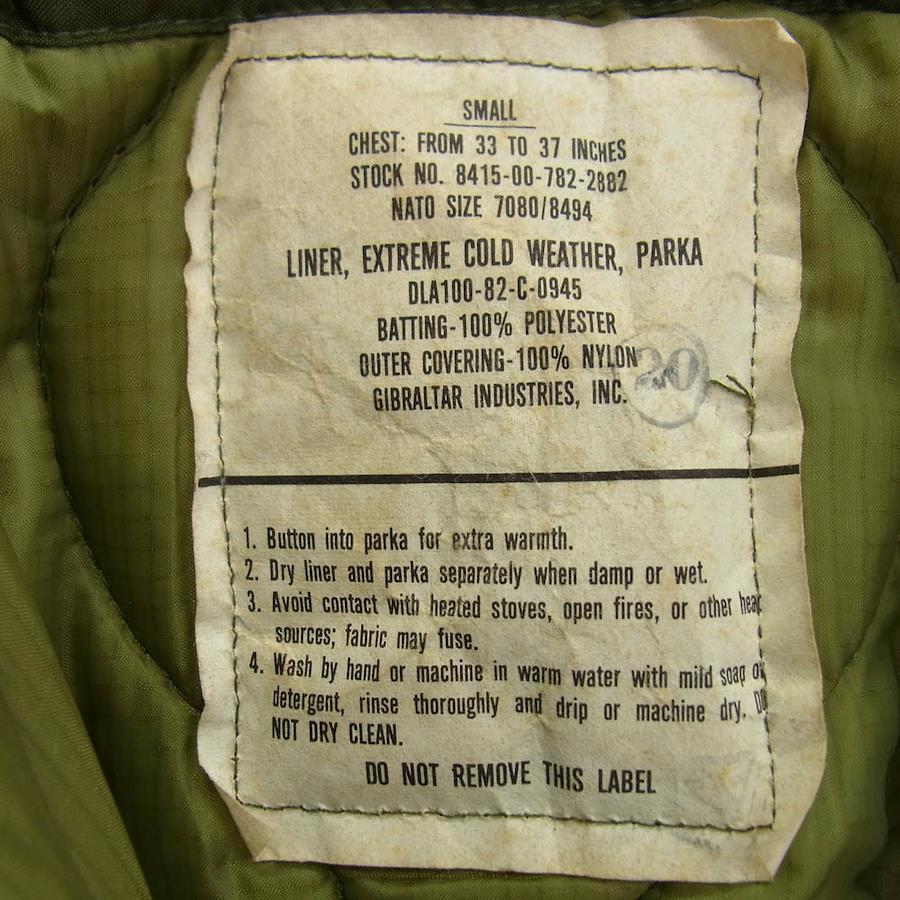 SMALL
CHEST: FROM 33 TO 37 INCHES
STOCK NO. 8415-00-782-2882
NATO SIZE 7080/8494
LINER, EXTREME COLD WEATHER, PARKA
DLA100-82-C-0945
BATTING-100% POLYESTER
OUTER COVERING-100% NYLON
GIBRALTAR INDUSTRIES, INC.
20
1. Button into parka for extra warmth.
2. Dry liner and parka separately when damp or wet.
3. Avoid contact with heated stoves, open fires, or other heat
sources; fabric may fuse.
4. Wash by hand or machine in warm water with mild soap or
detergent, rinse thoroughly and drip or machine dry. DO
NOT DRY CLEAN.
DO NOT REMOVE THIS LABEL